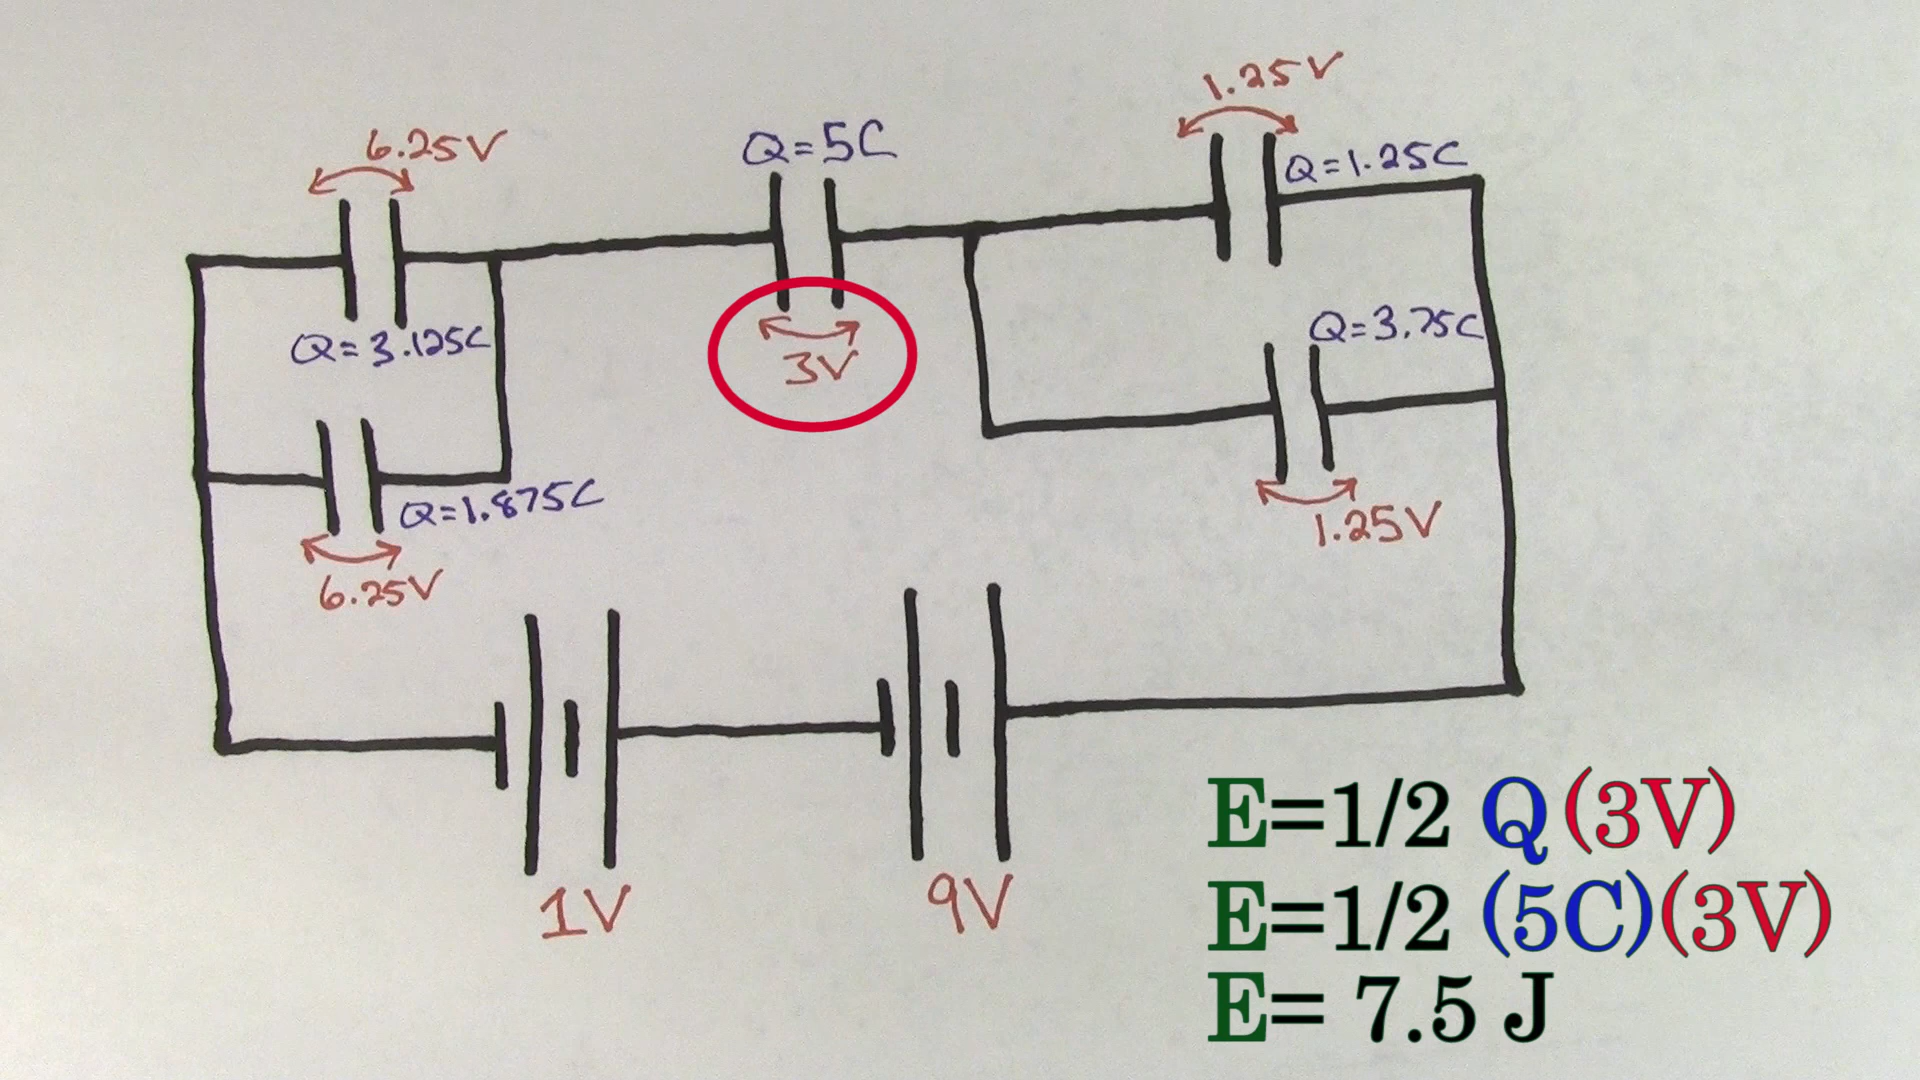 6.25V
Q=3.125C
Q=1.875C
6.25V
Q=5C
3V
1.25V
Q=1.25C
Q=3.75C
1.25V
1V
9V
E=1/2 Q(3V)
E=1/2 (5C)(3V)
E= 7.5 J